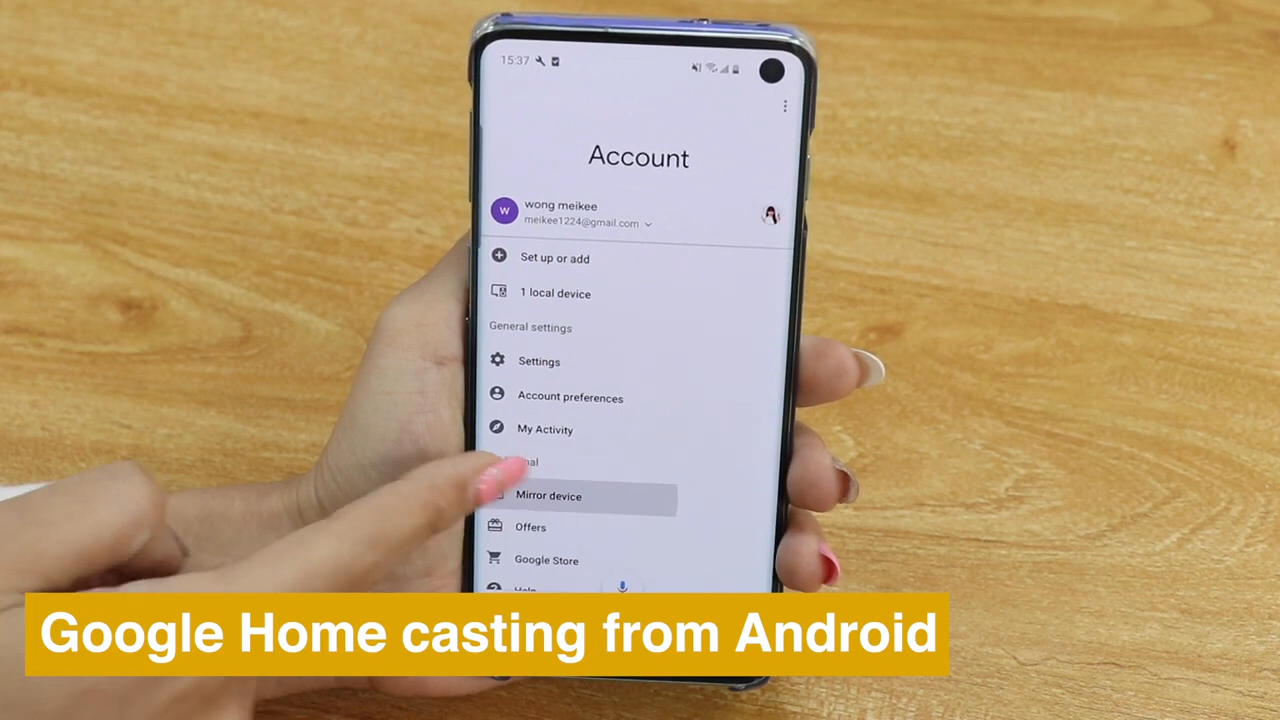 15:37
Account
w
wong meikee
meikee1224@gmail.com
Set up or add
1 local device
General settings
Settings
Account preferences
My Activity
Mirror device
Offers
Google Store
Help
Google Home casting from Android